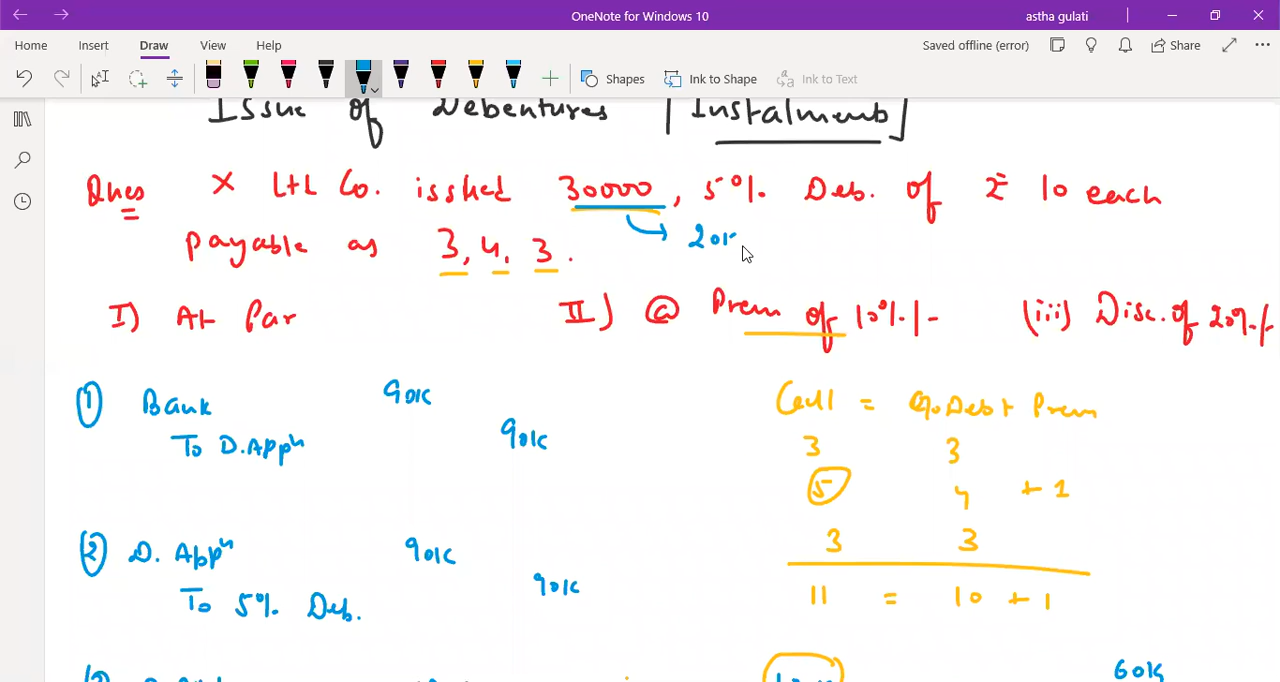 OneNote for Windows 10
astha gulati
Home Insert Draw View Help
Saved offline (error)
Share
Shapes
Ink to Shape
Ink to Text
Issue of Debentures [Instalments]
Ques X Ltd Co. issued 30000, 5% Deb. of ₹ 10 each
payable as 3, 4, 3.
20K
I) At Par II) @ Prem of 10%/- (iii) Disc. of 20%/-
① Bank 90K
To D.Appⁿ 90K
② D. Appⁿ 90K
To 5% Deb. 90K
Call = %Deb+ Prem
3 3
5 4 + 1
3 3
11 = 10 + 1
60K